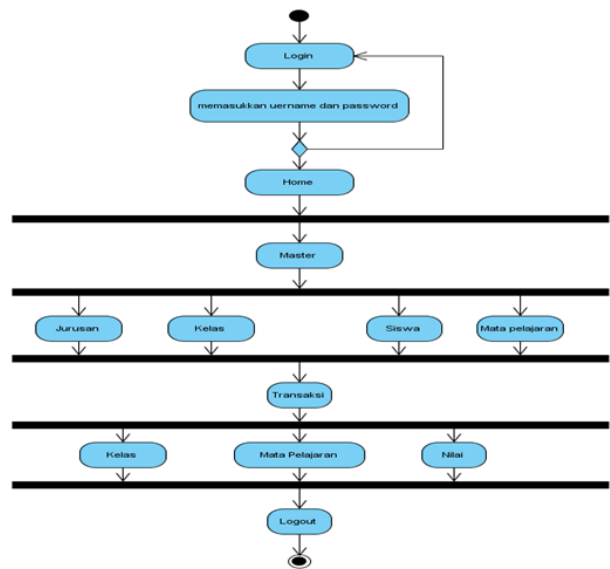 Login
memasukkan uername dan password
Home
Master
Jurusan
Kelas
Siswa
Mata pelajaran
Transaksi
Kelas
Mata Pelajaran
Nilai
Logout